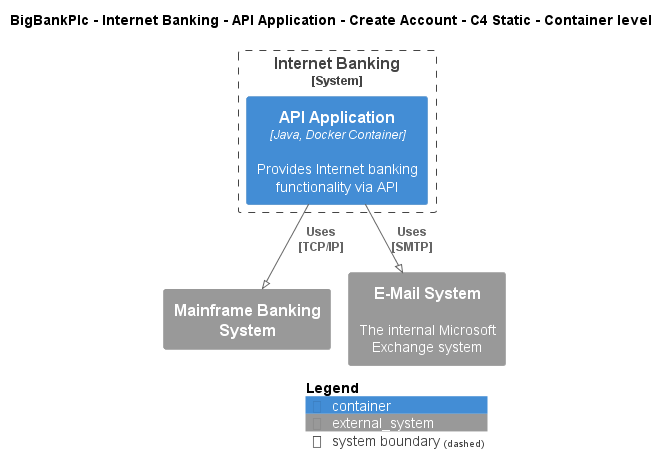 BigBankPlc - Internet Banking - API Application - Create Account - C4 Static - Container level
Internet Banking
[System]
API Application
[Java, Docker Container]
Provides Internet banking
functionality via API
Uses
[TCP/IP]
Uses
[SMTP]
Mainframe Banking
System
E-Mail System
The internal Microsoft
Exchange system
Legend
container
external_system
system boundary (dashed)